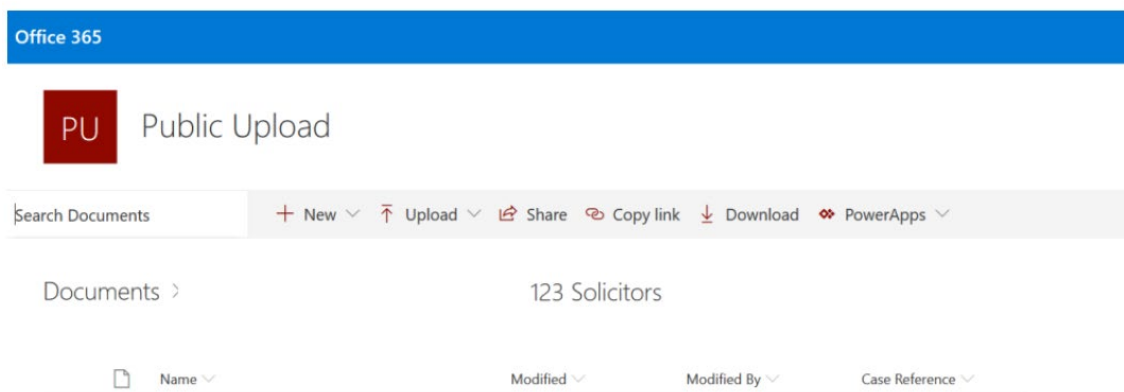 Office 365
PU Public Upload
Search Documents + New Upload Share Copy link Download PowerApps
Documents > 123 Solicitors
Name Modified Modified By Case Reference